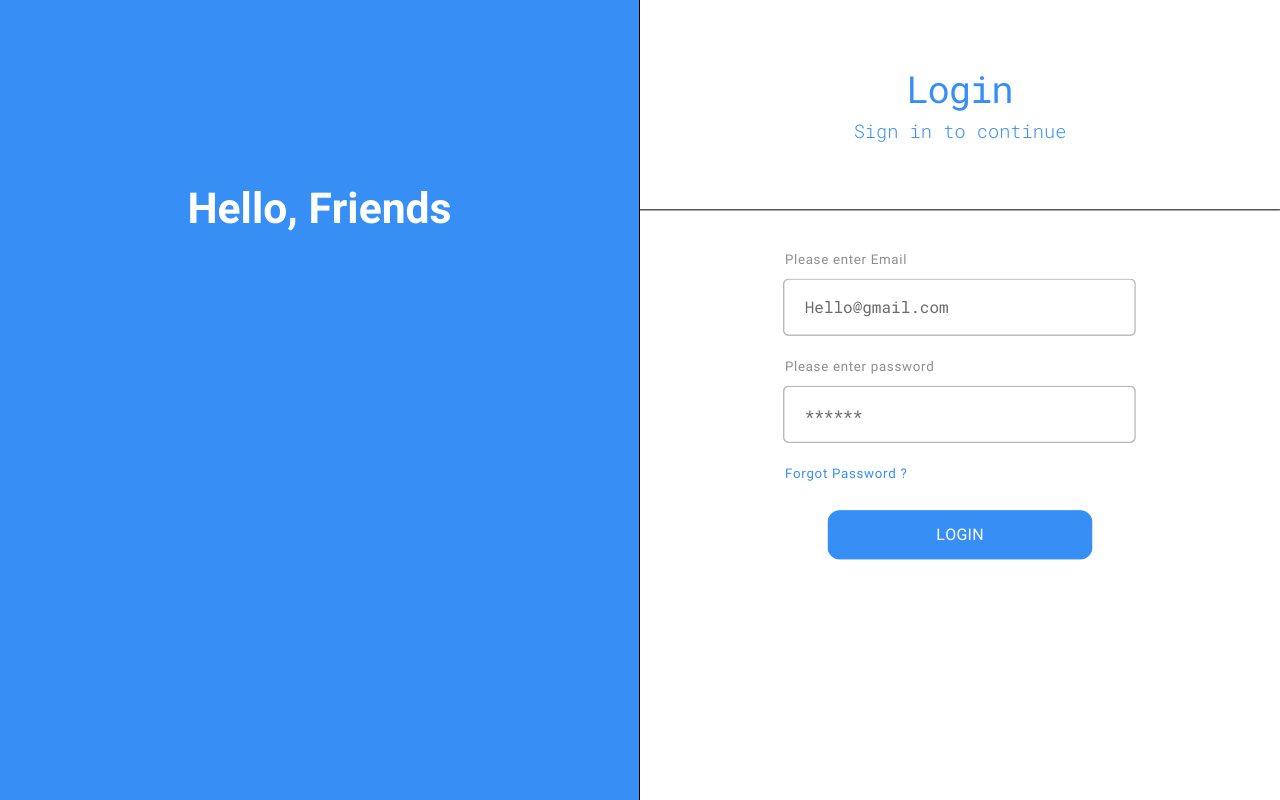 Hello, Friends
Login
Sign in to continue
Please enter Email
Hello@gmail.com
Please enter password
******
Forgot Password ?
LOGIN